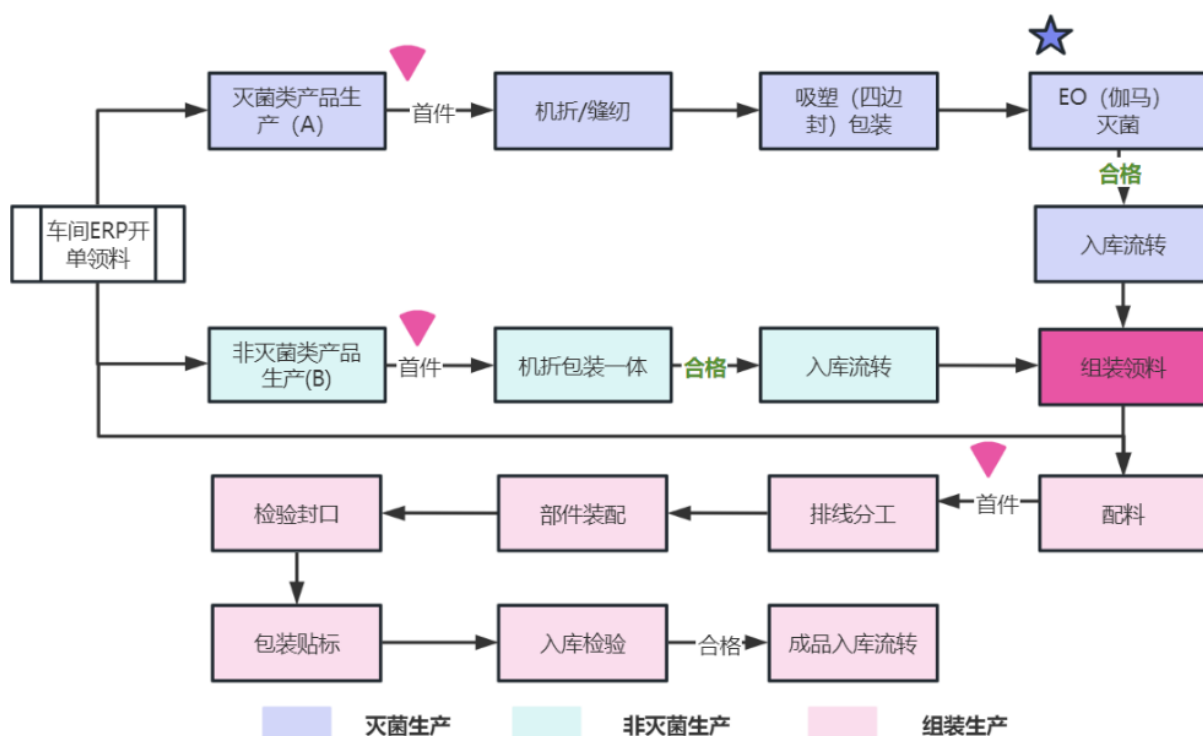 灭菌类产品生
产（A）
首件
机折/缝纫
吸塑（四边
封）包装
EO（伽马）
灭菌
合格
车间ERP开
单领料
入库流转
非灭菌类产品
生产(B)
首件
机折包装一体
合格
入库流转
组装领料
检验封口
部件装配
排线分工
首件
配料
包装贴标
入库检验
合格
成品入库流转
灭菌生产
非灭菌生产
组装生产